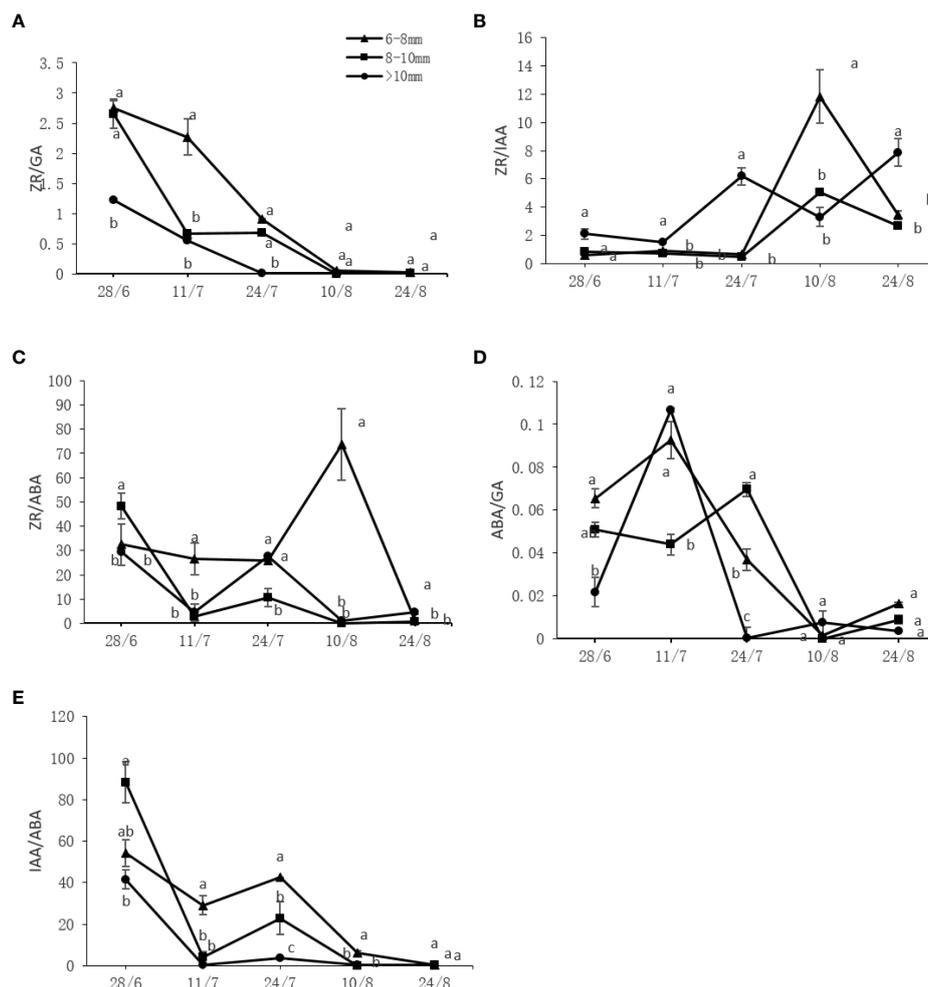 A
6-8mm
8-10mm
>10mm
ZR/GA
3.5
3
2.5
2
1.5
1
0.5
0
a
a
a
b
b
b
a
a
b
a
a a
a
a a
28/6 11/7 24/7 10/8 24/8
B
ZR/IAA
16
14
12
10
8
6
4
2
0
a
a
a
a
b
b
a
a
a
b
b
b
b
b
28/6 11/7 24/7 10/8 24/8
C
ZR/ABA
100
90
80
70
60
50
40
30
20
10
0
a
b
b
a
b
b
a
a
b
a
b
b
a
b
b
28/6 11/7 24/7 10/8 24/8
D
ABA/GA
0.12
0.1
0.08
0.06
0.04
0.02
0
a
a
b
a
a
b
a
b
c
a
a
a
a
a
a
28/6 11/7 24/7 10/8 24/8
E
IAA/ABA
120
100
80
60
40
20
0
a
ab
b
a
b
b
a
b
c
a
b
b
a
a a
28/6 11/7 24/7 10/8 24/8